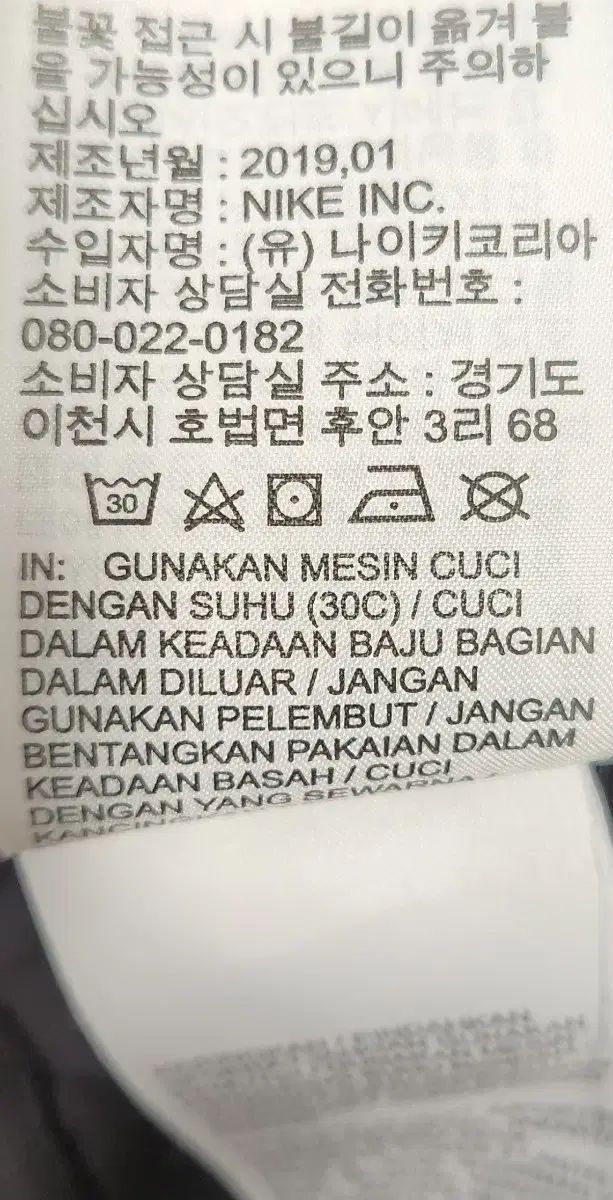 불꽃 접근 시 불길이 옮겨 붙
을 가능성이 있으니 주의하
십시오
제조년월 : 2019,01
제조자명 : NIKE INC.
수입자명 : (유) 나이키코리아
소비자 상담실 전화번호 :
080-022-0182
소비자 상담실 주소 : 경기도
이천시 호법면 후안 3리 68
30
IN: GUNAKAN MESIN CUCI
DENGAN SUHU (30C) / CUCI
DALAM KEADAAN BAJU BAGIAN
DALAM DILUAR / JANGAN
GUNAKAN PELEMBUT / JANGAN
BENTANGKAN PAKAIAN DALAM
KEADAAN BASAH / CUCI
DENGAN YANG SEWARNA /